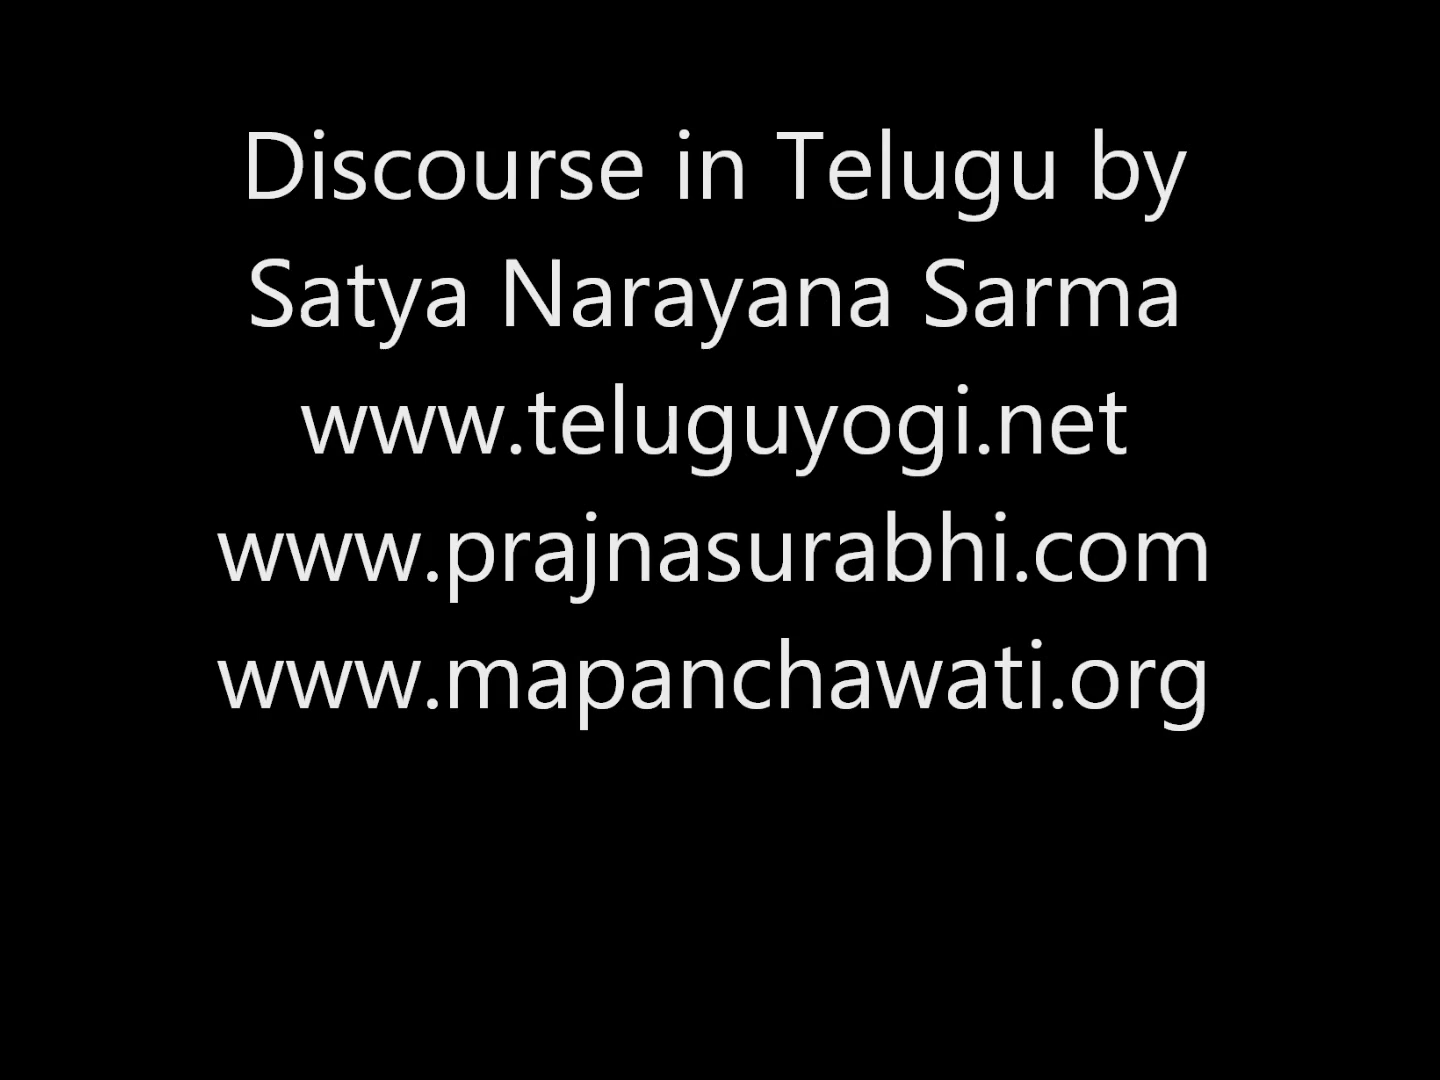 Discourse in Telugu by
Satya Narayana Sarma
www.teluguyogi.net
www.prajnasurabhi.com
www.mapanchawati.org